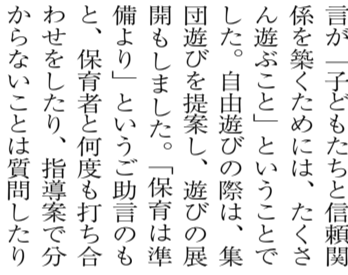 言が「子どもたちと信頼関
係を築くためには、たくさ
ん遊ぶこと」ということで
した。自由遊びの際は、集
団遊びを提案し、遊びの展
開もしました。「保育は準
備より」というご助言のも
と、保育者と何度も打ち合
わせをしたり、指導案で分
からないことは質問したり